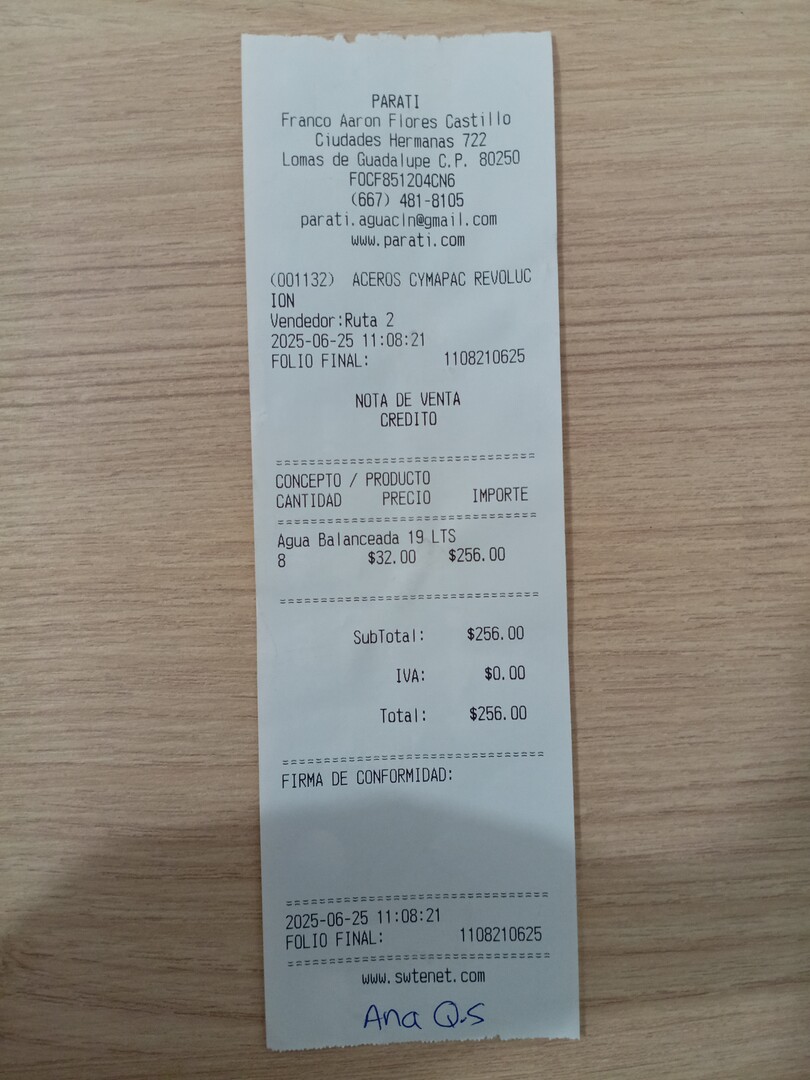 PARATI
Franco Aaron Flores Castillo
Ciudades Hermanas 722
Lomas de Guadalupe C.P. 80250
FOCF851204CN6
(667) 481-8105
parati.aguacln@gmail.com
www.parati.com
(001132) ACEROS CYMAPAC REVOLUC
ION
Vendedor:Ruta 2
2025-06-25 11:08:21
FOLIO FINAL: 1108210625
NOTA DE VENTA
CREDITO
==================================
CONCEPTO / PRODUCTO
CANTIDAD PRECIO IMPORTE
==================================
Agua Balanceada 19 LTS
8 $32.00 $256.00
==================================
SubTotal: $256.00
IVA: $0.00
Total: $256.00
==================================
FIRMA DE CONFORMIDAD:
==================================
2025-06-25 11:08:21
FOLIO FINAL: 1108210625
==================================
www.swtenet.com
Ana Q.S